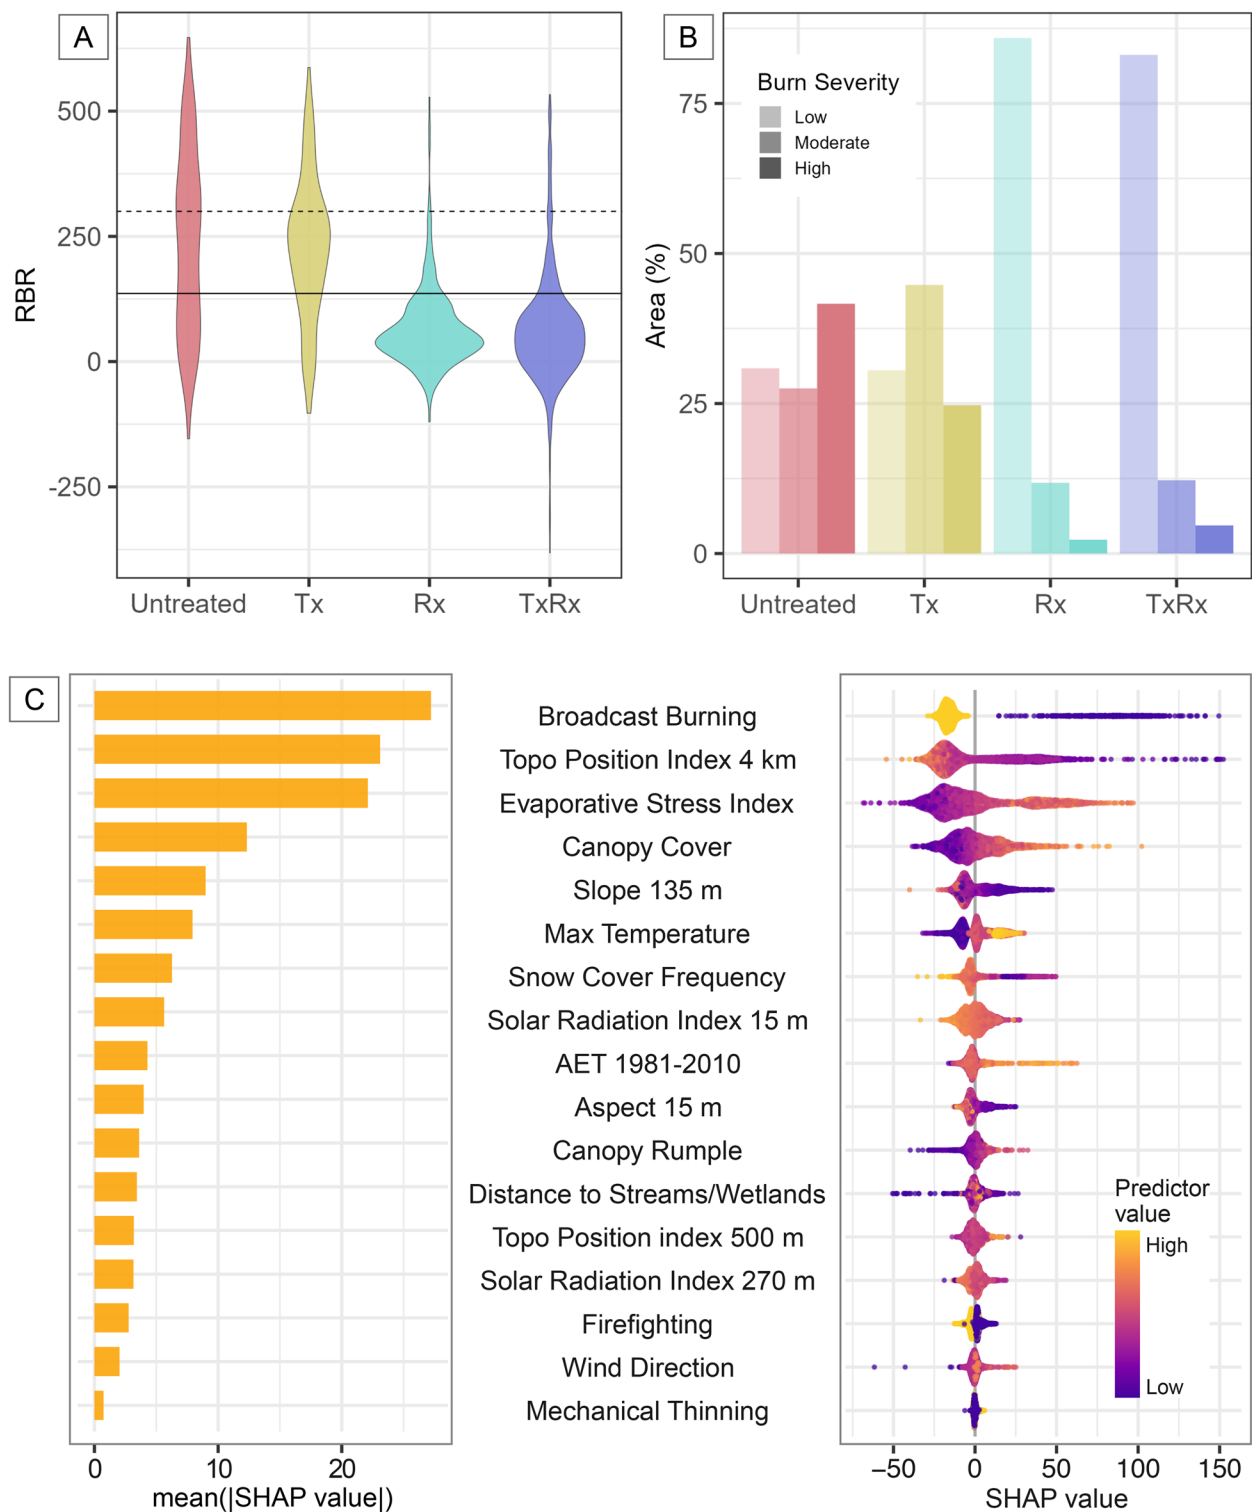 A
RBR
500
250
0
-250
Untreated
Tx
Rx
TxRx
B
Area (%)
75
50
25
0
Burn Severity
Low
Moderate
High
Untreated
Tx
Rx
TxRx
C
Broadcast Burning
Topo Position Index 4 km
Evaporative Stress Index
Canopy Cover
Slope 135 m
Max Temperature
Snow Cover Frequency
Solar Radiation Index 15 m
AET 1981-2010
Aspect 15 m
Canopy Rumple
Distance to Streams/Wetlands
Topo Position index 500 m
Solar Radiation Index 270 m
Firefighting
Wind Direction
Mechanical Thinning
0
10
20
mean(|SHAP value|)
Predictor
value
High
Low
−50
0
50
100
150
SHAP value